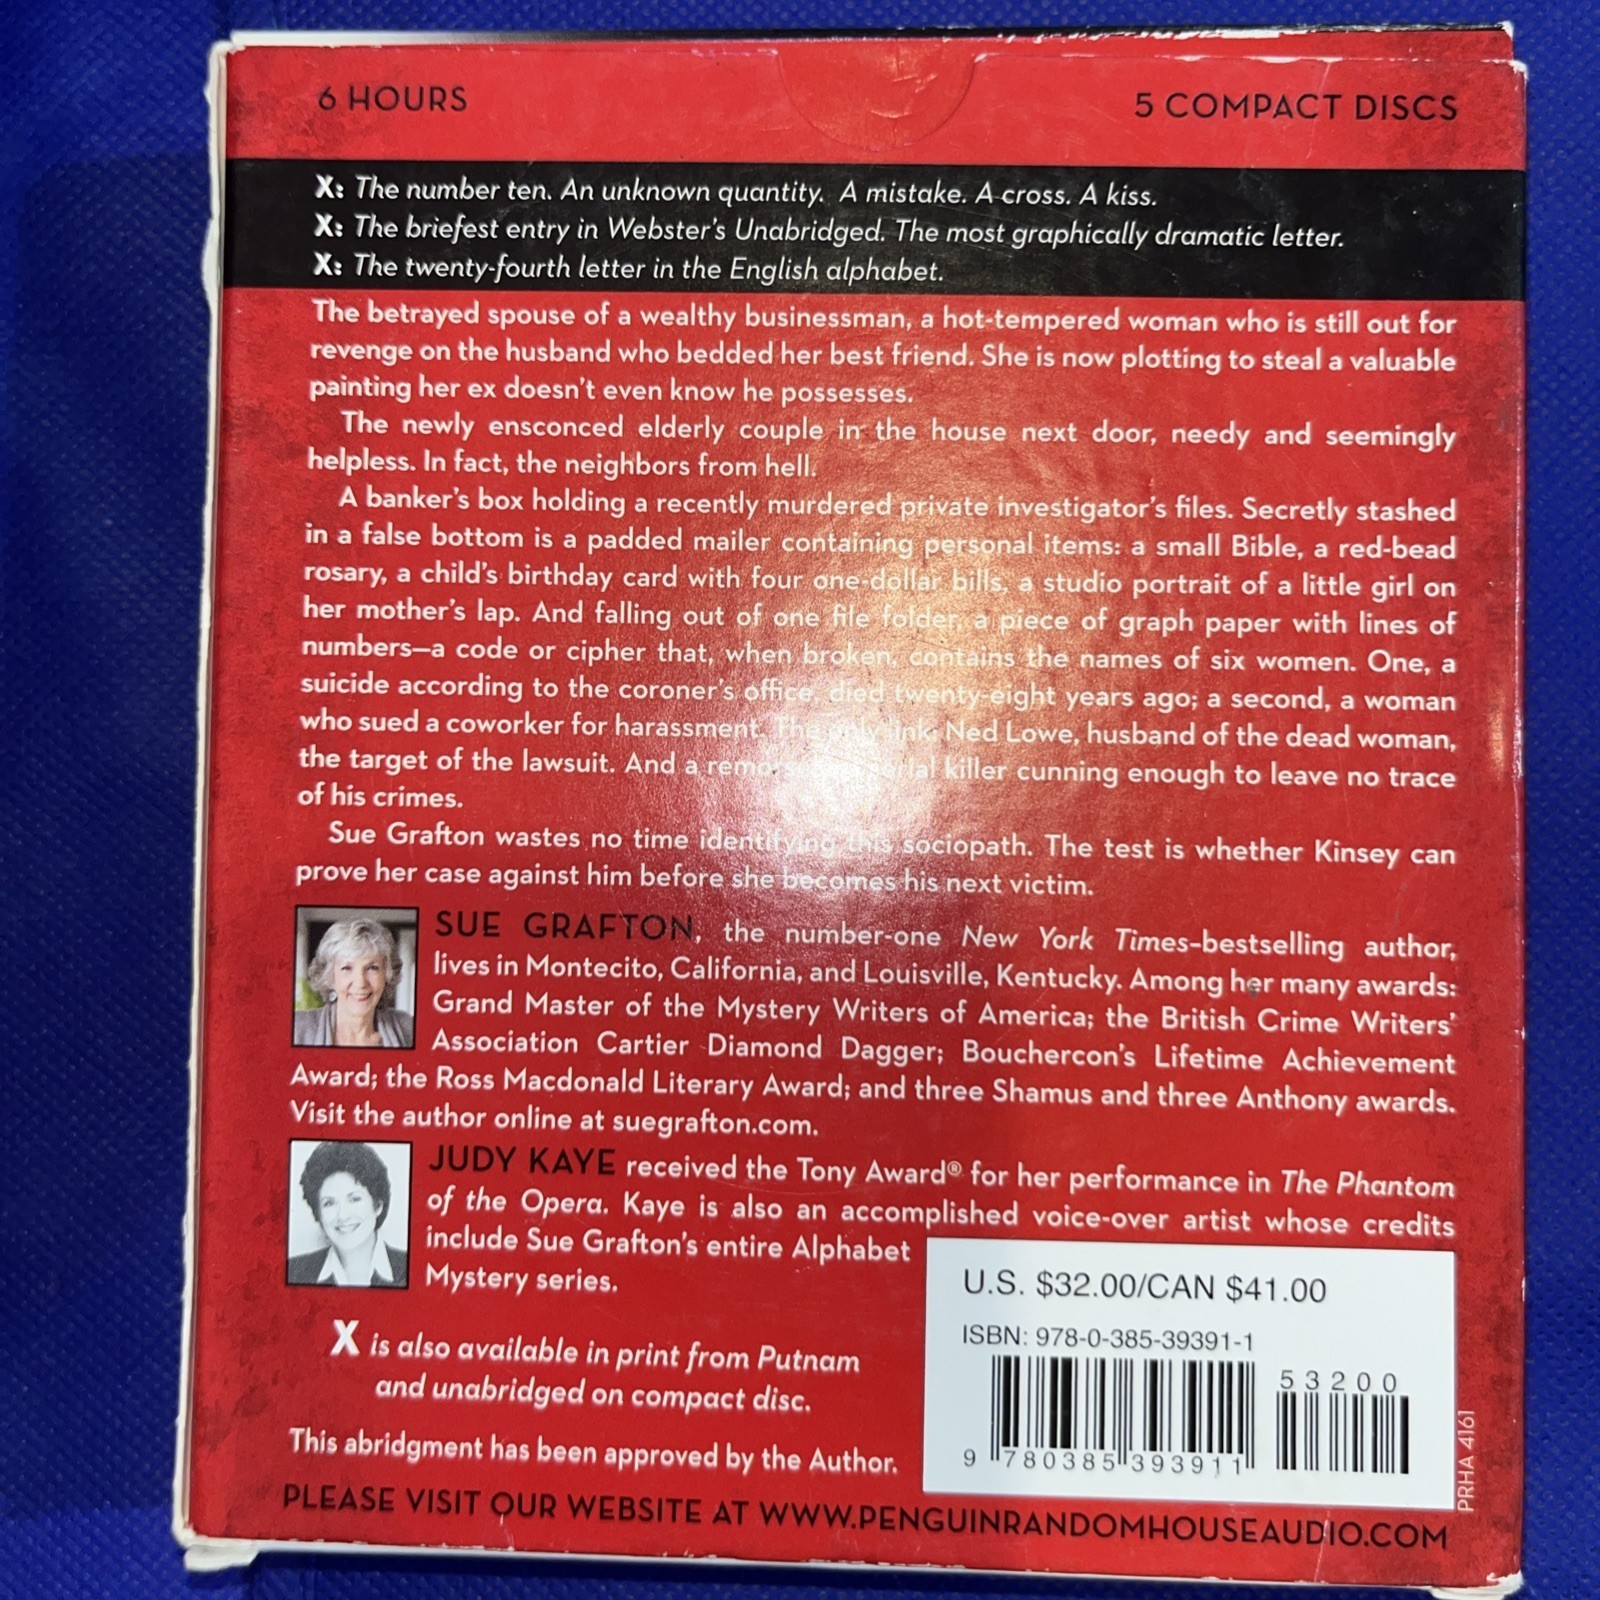 6 HOURS
5 COMPACT DISCS
X: The number ten. An unknown quantity. A mistake. A cross. A kiss.
X: The briefest entry in Webster's Unabridged. The most graphically dramatic letter.
X: The twenty-fourth letter in the English alphabet.
The betrayed spouse of a wealthy businessman, a hot-tempered woman who is still out for
revenge on the husband who bedded her best friend. She is now plotting to steal a valuable
painting her ex doesn't even know he possesses.
The newly ensconced elderly couple in the house next door, needy and seemingly
helpless. In fact, the neighbors from hell.
A banker's box holding a recently murdered private investigator's files. Secretly stashed
in a false bottom is a padded mailer containing personal items: a small Bible, a red-bead
rosary, a child's birthday card with four one-dollar bills, a studio portrait of a little girl on
her mother's lap. And falling out of one file folder, a piece of graph paper with lines of
numbers—a code or cipher that, when broken, contains the names of six women. One, a
suicide according to the coroner's office, died twenty-eight years ago; a second, a woman
who sued a coworker for harassment. The only link: Ned Lowe, husband of the dead woman,
the target of the lawsuit. And a killer cunning enough to leave no trace
of his crimes.
Sue Grafton wastes no time identifying this sociopath. The test is whether Kinsey can
prove her case against him before she becomes his next victim.
SUE GRAFTON, the number-one New York Times–bestselling author,
lives in Montecito, California, and Louisville, Kentucky. Among her many awards:
Grand Master of the Mystery Writers of America; the British Crime Writers'
Association Cartier Diamond Dagger; Bouchercon's Lifetime Achievement
Award; the Ross Macdonald Literary Award; and three Shamus and three Anthony awards.
Visit the author online at suegrafton.com.
JUDY KAYE received the Tony Award® for her performance in The Phantom
of the Opera. Kaye is also an accomplished voice-over artist whose credits
include Sue Grafton's entire Alphabet
Mystery series.
X is also available in print from Putnam
and unabridged on compact disc.
This abridgment has been approved by the Author.
U.S. $32.00/CAN $41.00
ISBN: 978-0-385-39391-1
53200
9 780385 393911
PRHA 4161
PLEASE VISIT OUR WEBSITE AT WWW.PENGUINRANDOMHOUSEAUDIO.COM